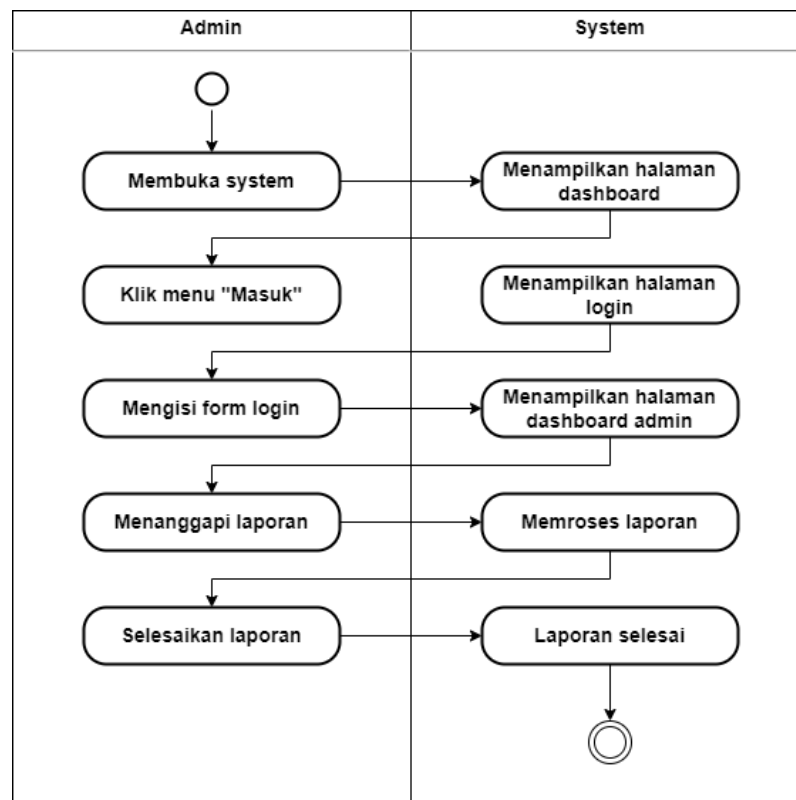 Admin
System
Membuka system
Menampilkan halaman
dashboard
Klik menu "Masuk"
Menampilkan halaman
login
Mengisi form login
Menampilkan halaman
dashboard admin
Menanggapi laporan
Memroses laporan
Selesaikan laporan
Laporan selesai